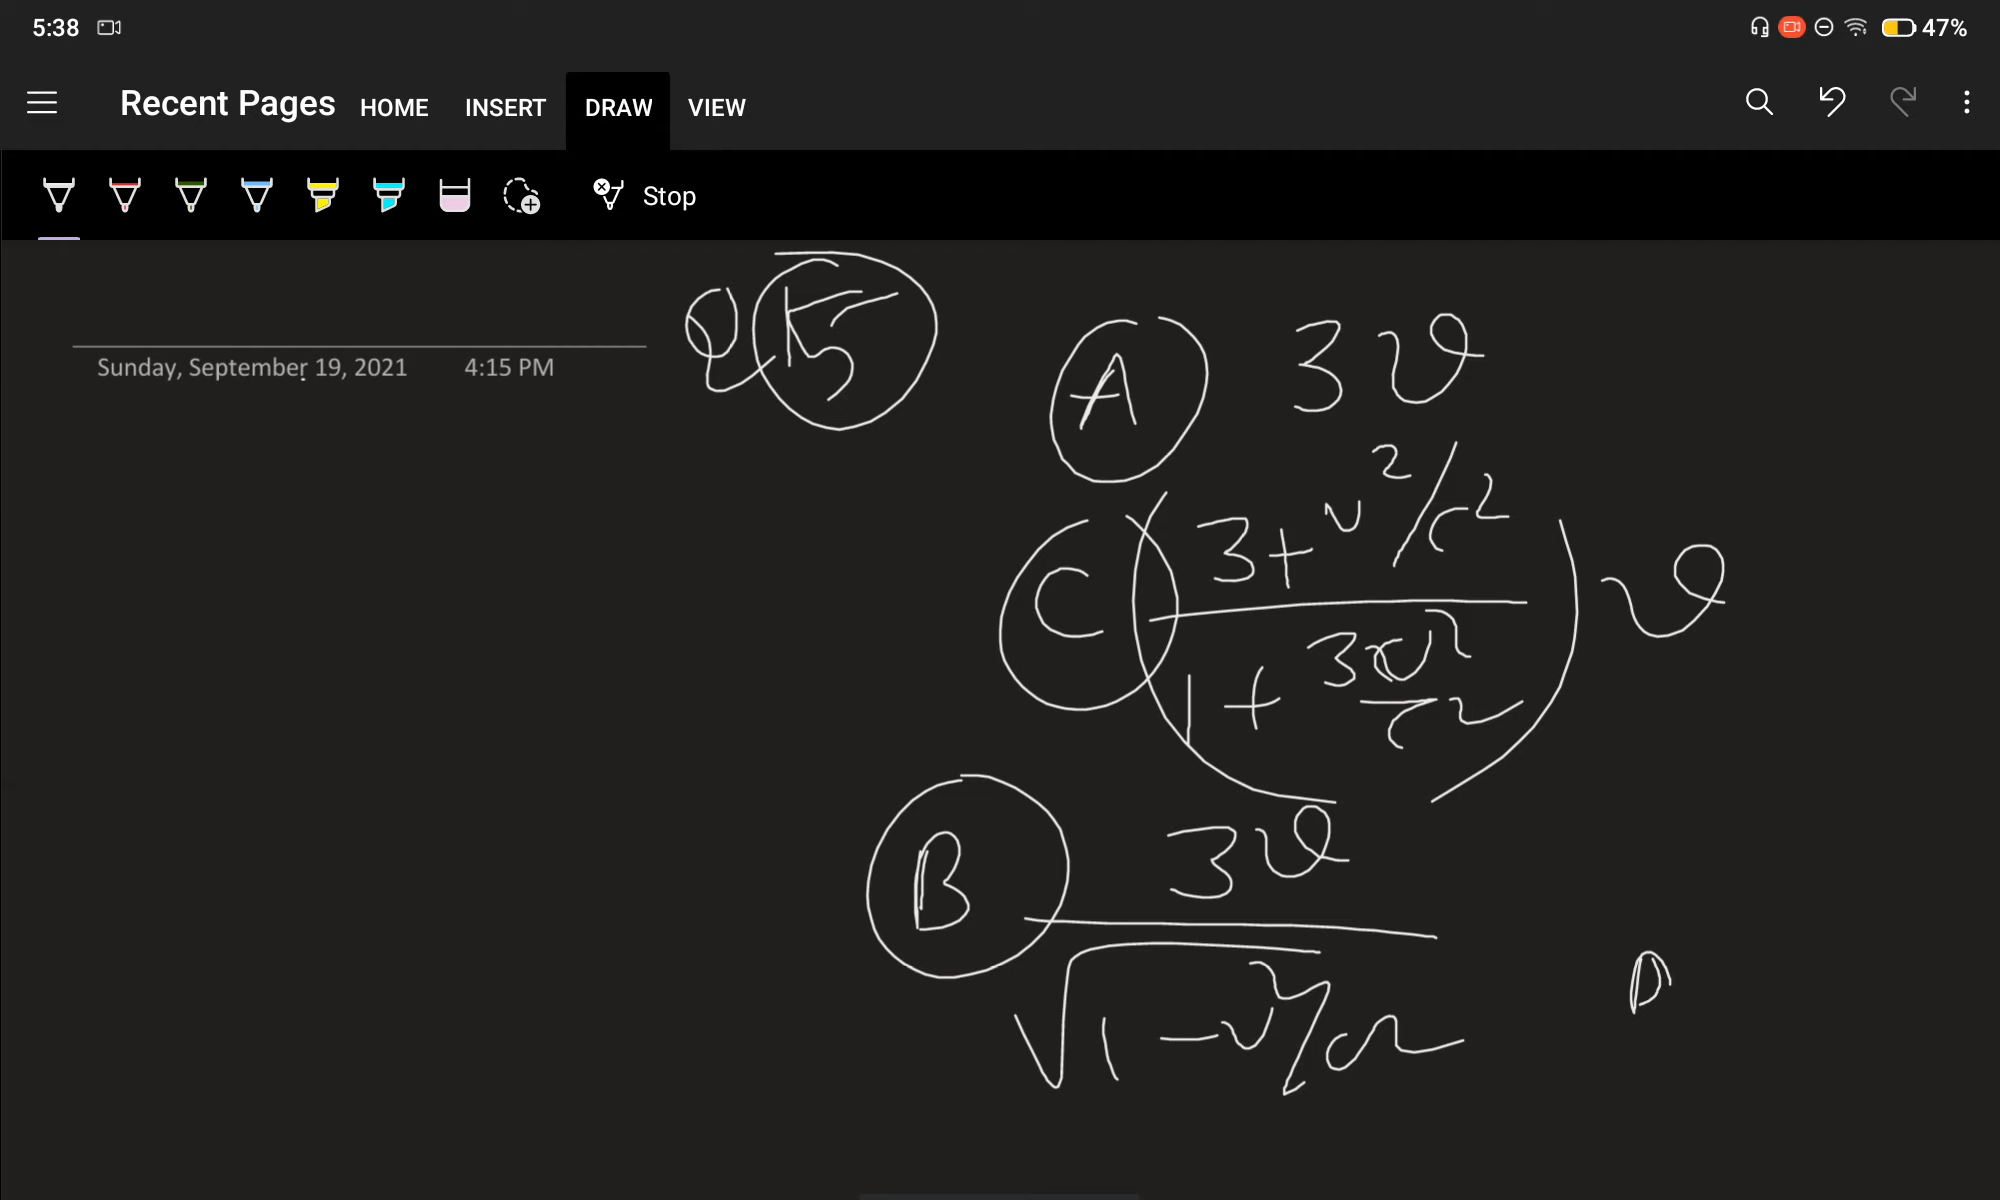 5:38 47%
Recent Pages HOME INSERT DRAW VIEW
Stop
Sunday, September 19, 2021 4:15 PM
Q 15
A 3v
C (3+v²/c² / 1+3v²/c²) v
B 3v / √1-v²/c²
D